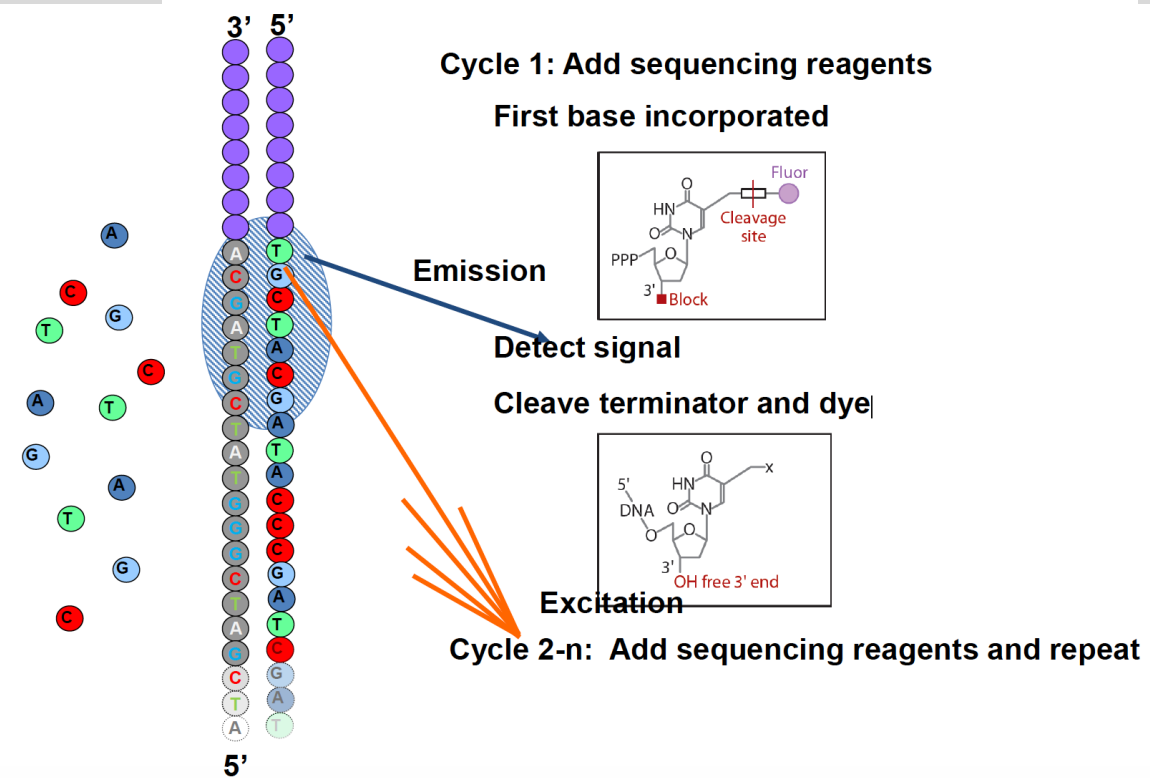 3’ 5’
Cycle 1: Add sequencing reagents
First base incorporated
Fluor
O
HN
O
N
Cleavage
site
PPP
O
3'
Block
Emission
Detect signal
Cleave terminator and dye
O
X
5'
HN
DNA
O
N
O
O
3'
OH free 3' end
Excitation
Cycle 2-n: Add sequencing reagents and repeat
A
C
G
T
C
A
T
G
A
T
G
C
A T
C G
G C
A T
T A
G C
C G
T A
A T
T A
G C
G C
G C
C G
T A
A T
G C
C G
T A
A T
5’